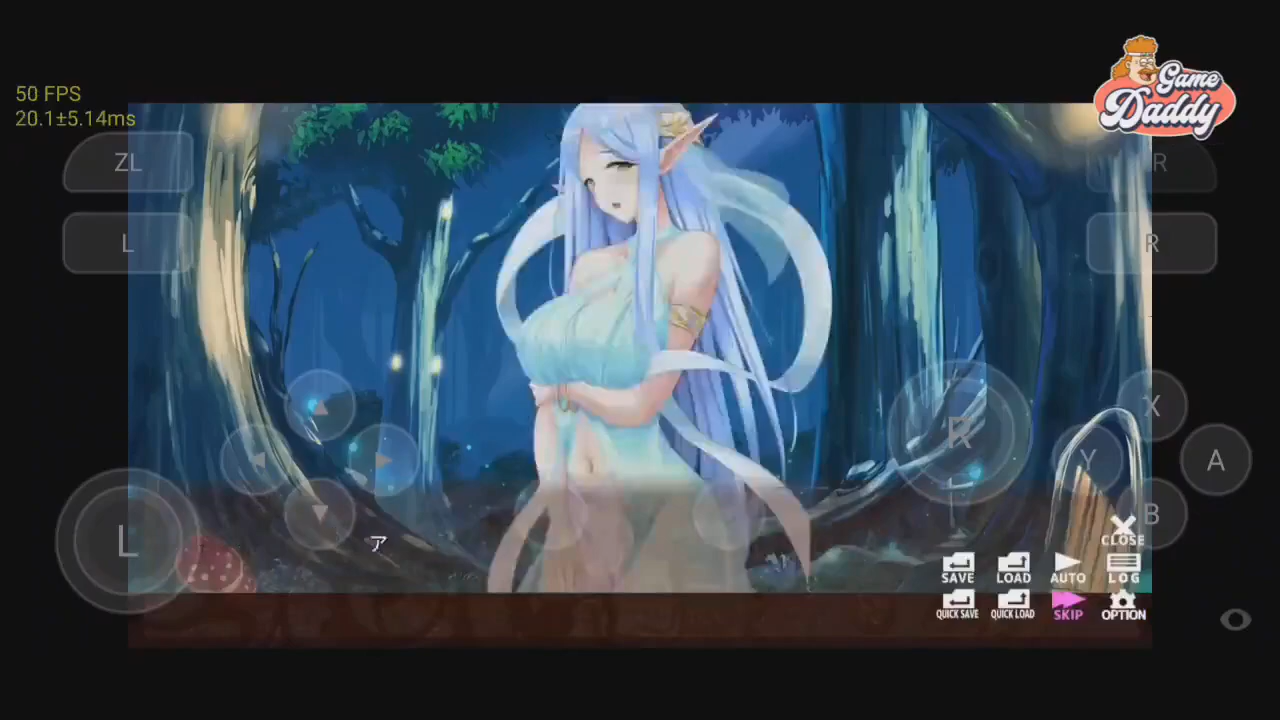 Game
Daddy
50 FPS
20.1±5.14ms
ZL
R
L
R
X
R
Y
A
L
B
ア
CLOSE
SAVE
LOAD
AUTO
LOG
QUICK SAVE
QUICK LOAD
SKIP
OPTION